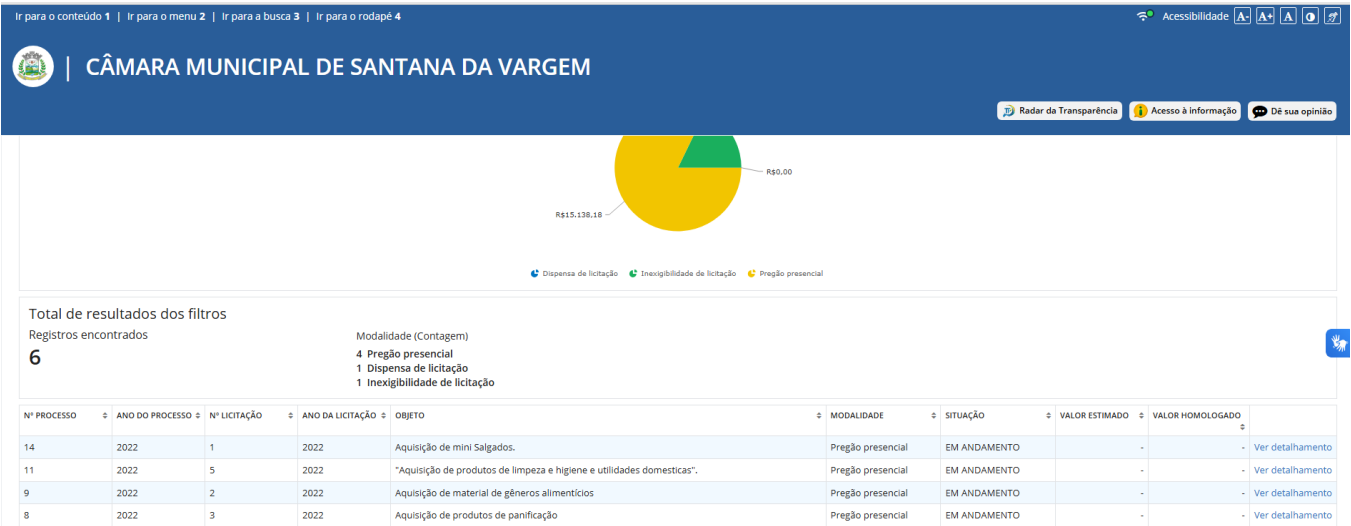 Ir para o conteúdo 1 | Ir para o menu 2 | Ir para a busca 3 | Ir para o rodapé 4
Acessibilidade A- A+ A
CÂMARA MUNICIPAL DE SANTANA DA VARGEM
Radar da Transparência Acesso à informação Dê sua opinião
R$0,00
R$15.138,18
Dispensa de licitação Inexigibilidade de licitação Pregão presencial
Total de resultados dos filtros
Registros encontrados
6
Modalidade (Contagem)
4 Pregão presencial
1 Dispensa de licitação
1 Inexigibilidade de licitação
Nº PROCESSO ANO DO PROCESSO Nº LICITAÇÃO ANO DA LICITAÇÃO OBJETO MODALIDADE SITUAÇÃO VALOR ESTIMADO VALOR HOMOLOGADO
14 2022 1 2022 Aquisição de mini Salgados. Pregão presencial EM ANDAMENTO - - Ver detalhamento
11 2022 5 2022 "Aquisição de produtos de limpeza e higiene e utilidades domesticas". Pregão presencial EM ANDAMENTO - - Ver detalhamento
9 2022 2 2022 Aquisição de material de gêneros alimentícios Pregão presencial EM ANDAMENTO - - Ver detalhamento
8 2022 3 2022 Aquisição de produtos de panificação Pregão presencial EM ANDAMENTO - - Ver detalhamento